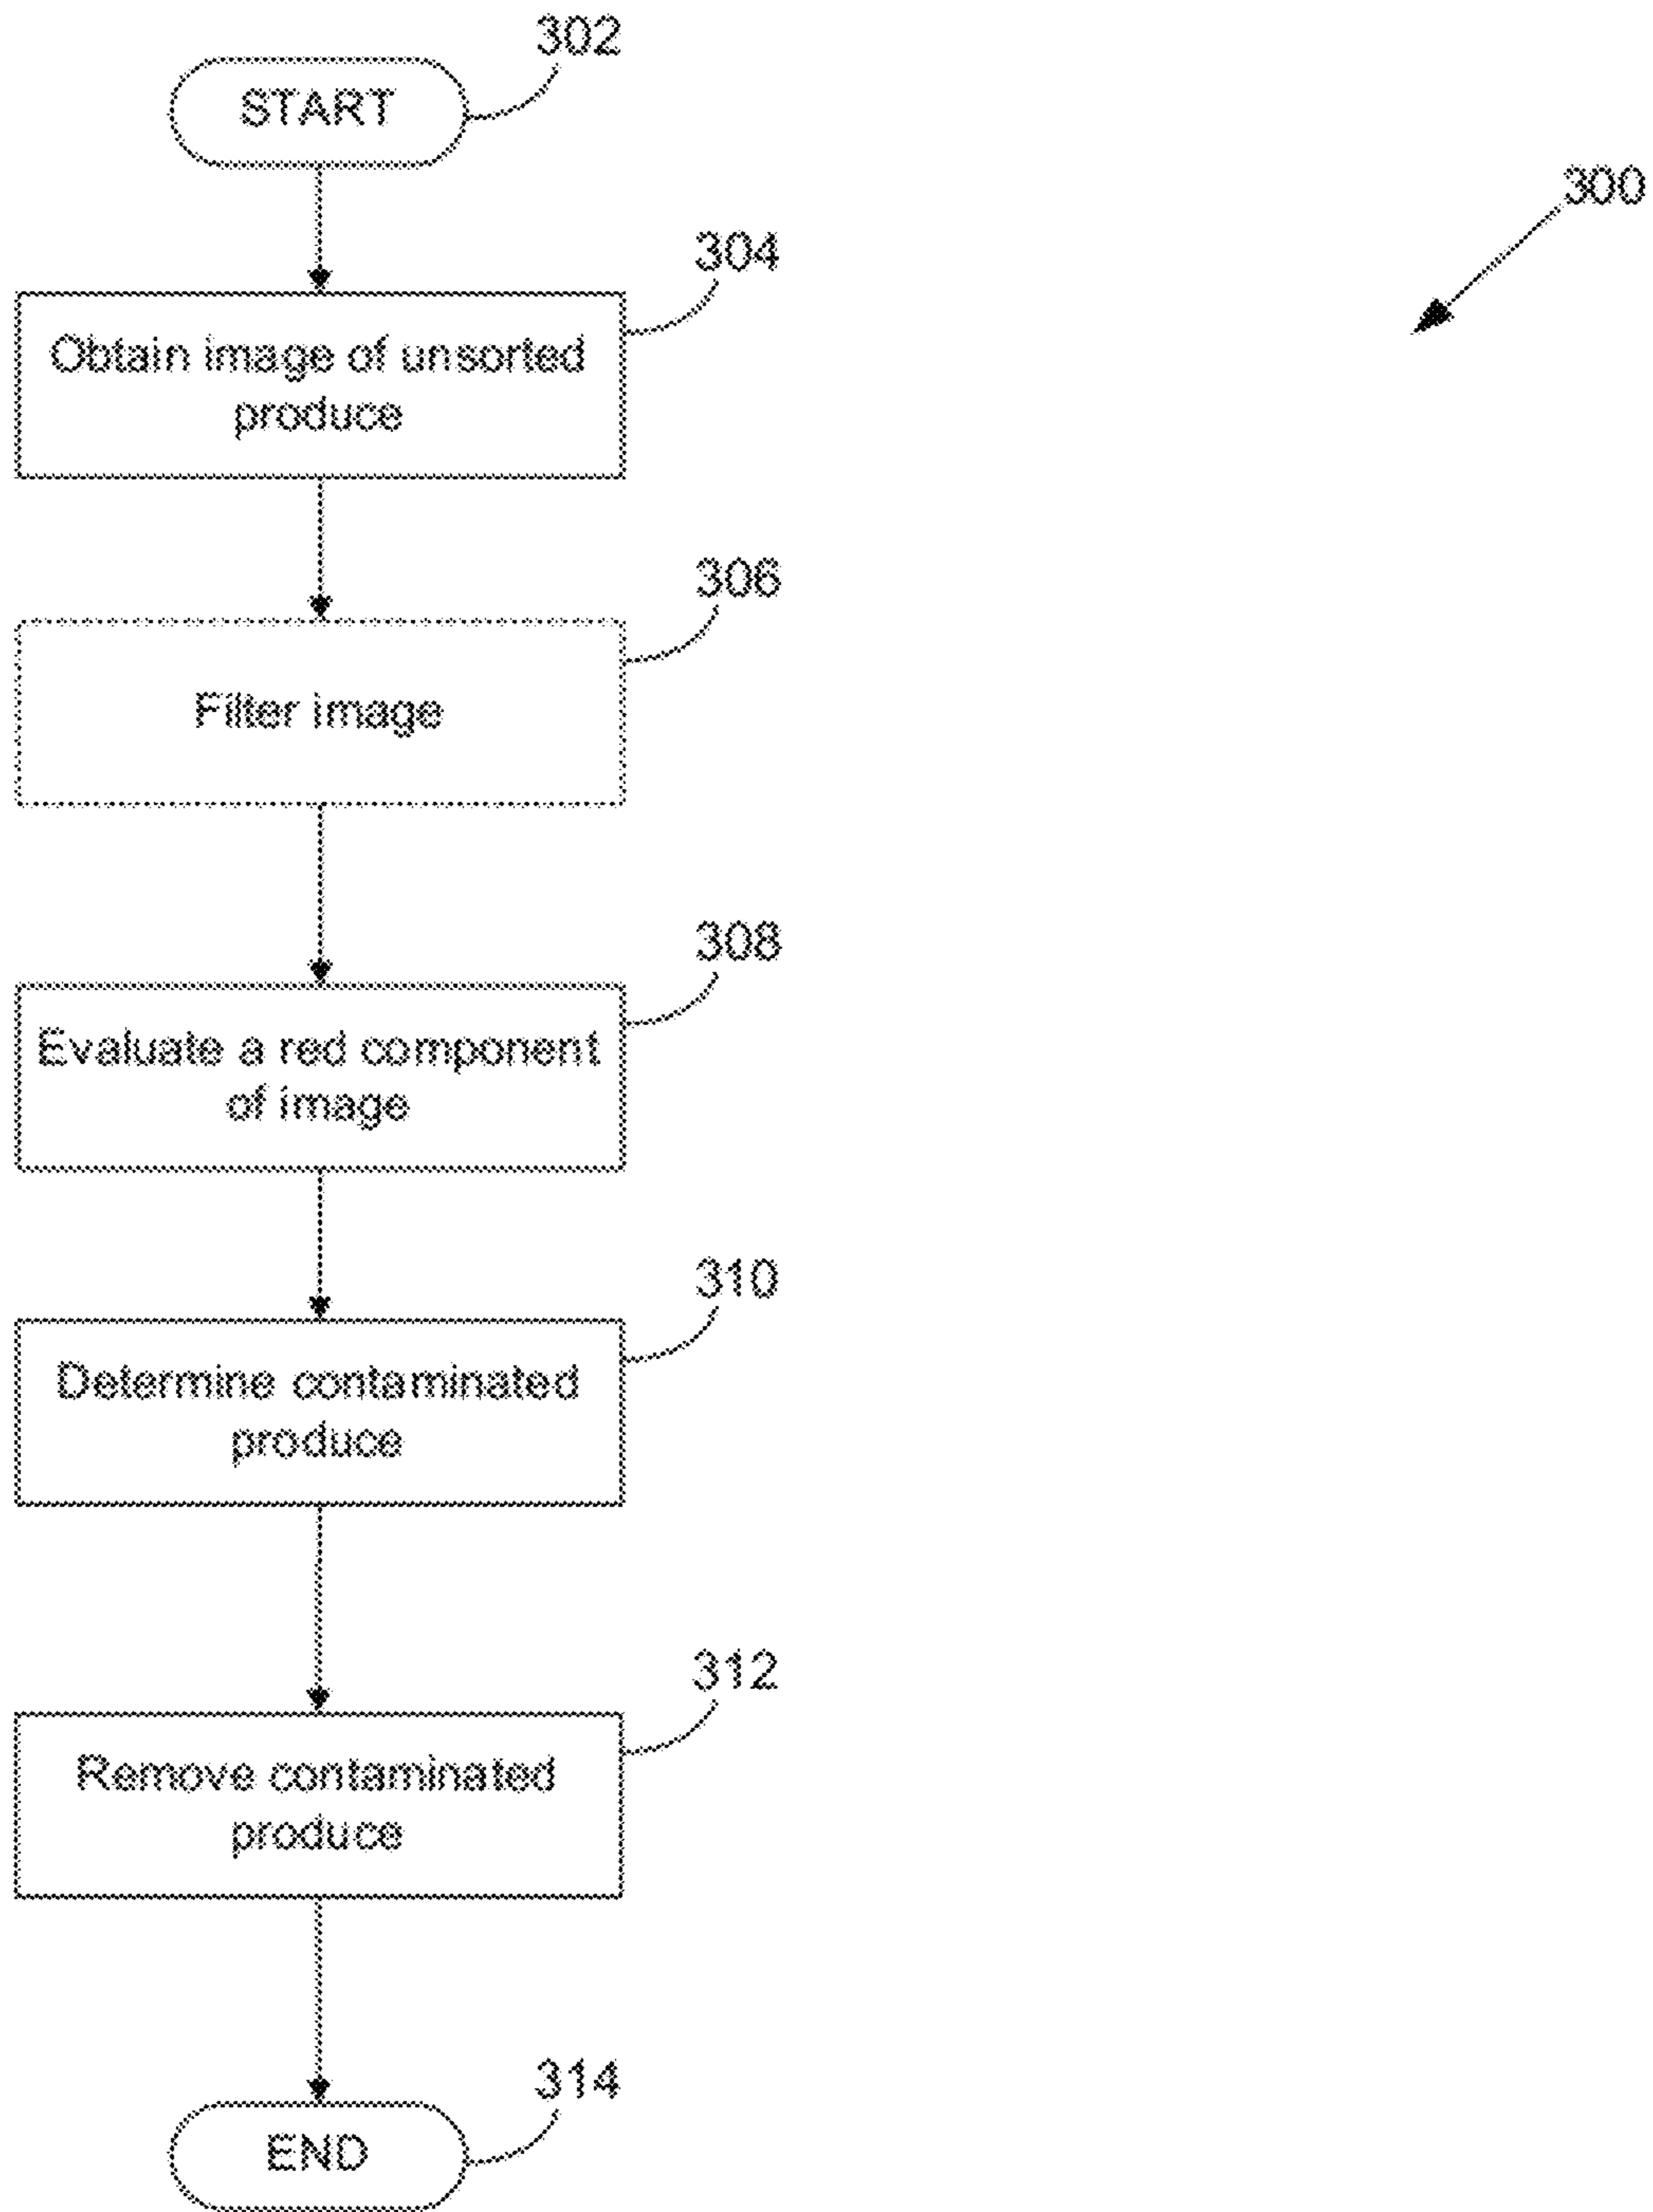 302
START
300
304
Obtain image of unsorted
produce
306
Filter image
308
Evaluate a red component
of image
310
Determine contaminated
produce
312
Remove contaminated
produce
314
END